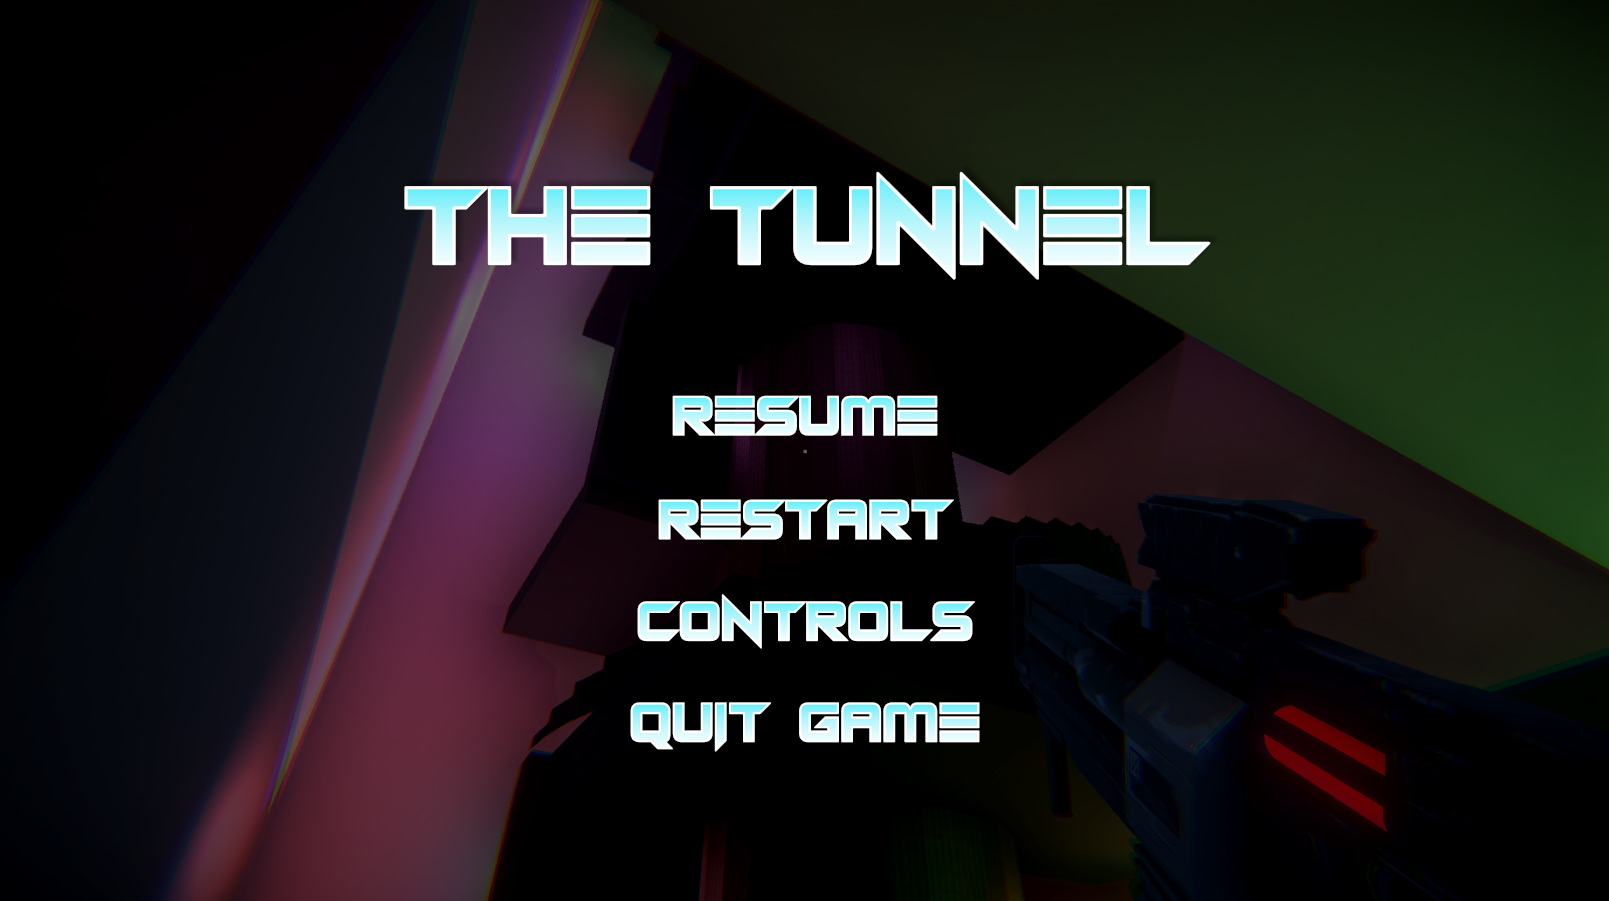 THE TUNNEL
RESUME
RESTART
CONTROLS
QUIT GAME